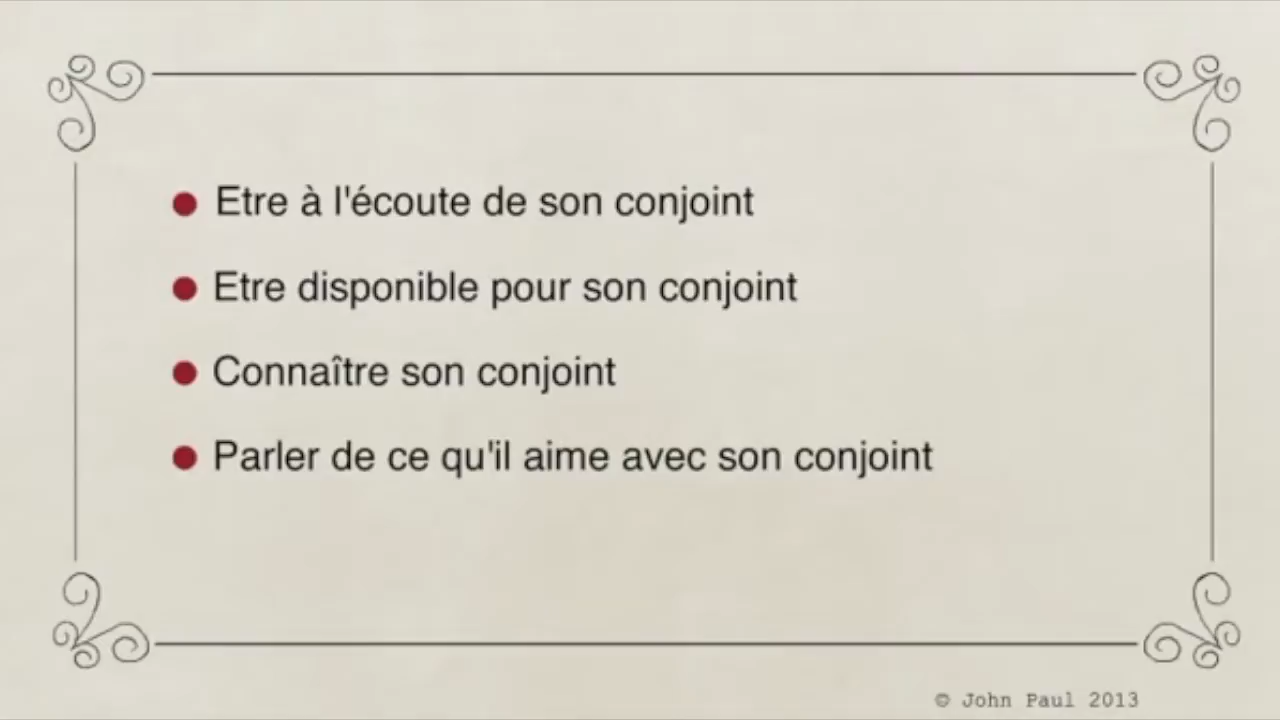 Etre à l'écoute de son conjoint
Etre disponible pour son conjoint
Connaître son conjoint
Parler de ce qu'il aime avec son conjoint
© John Paul 2013